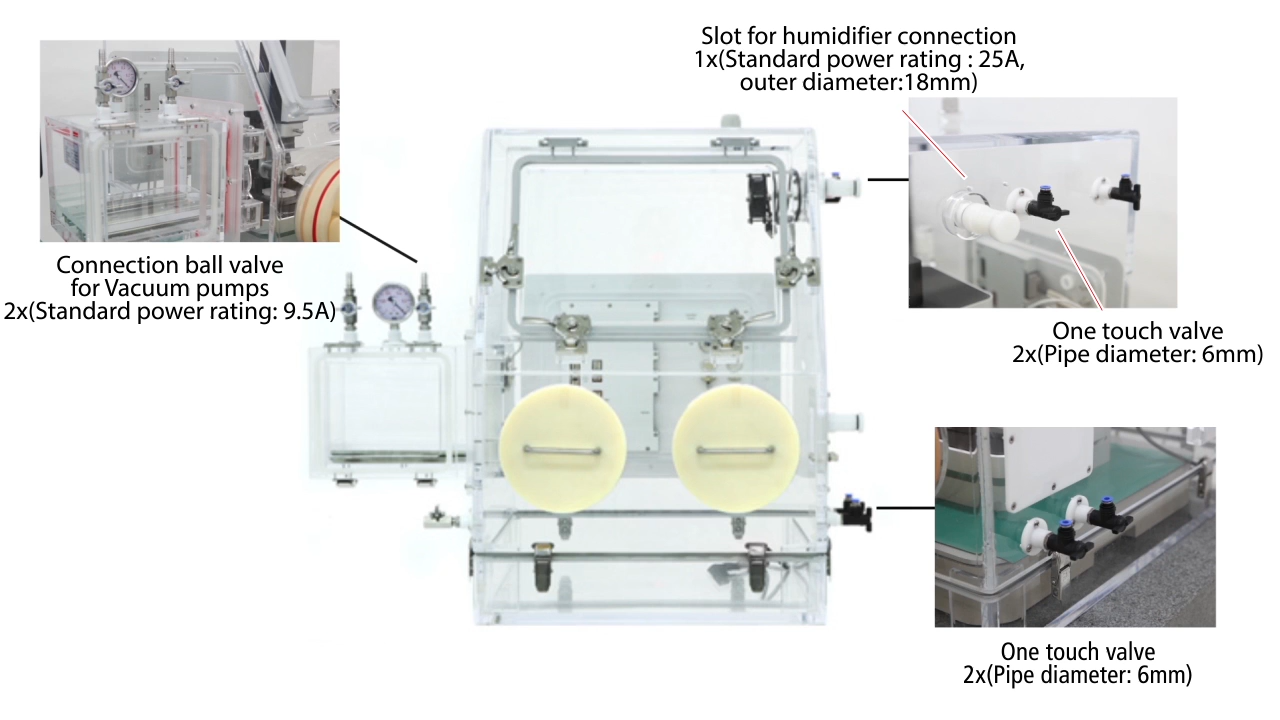 Slot for humidifier connection
1x(Standard power rating : 25A,
outer diameter:18mm)
Connection ball valve
for Vacuum pumps
2x(Standard power rating: 9.5A)
One touch valve
2x(Pipe diameter: 6mm)
One touch valve
2x(Pipe diameter: 6mm)